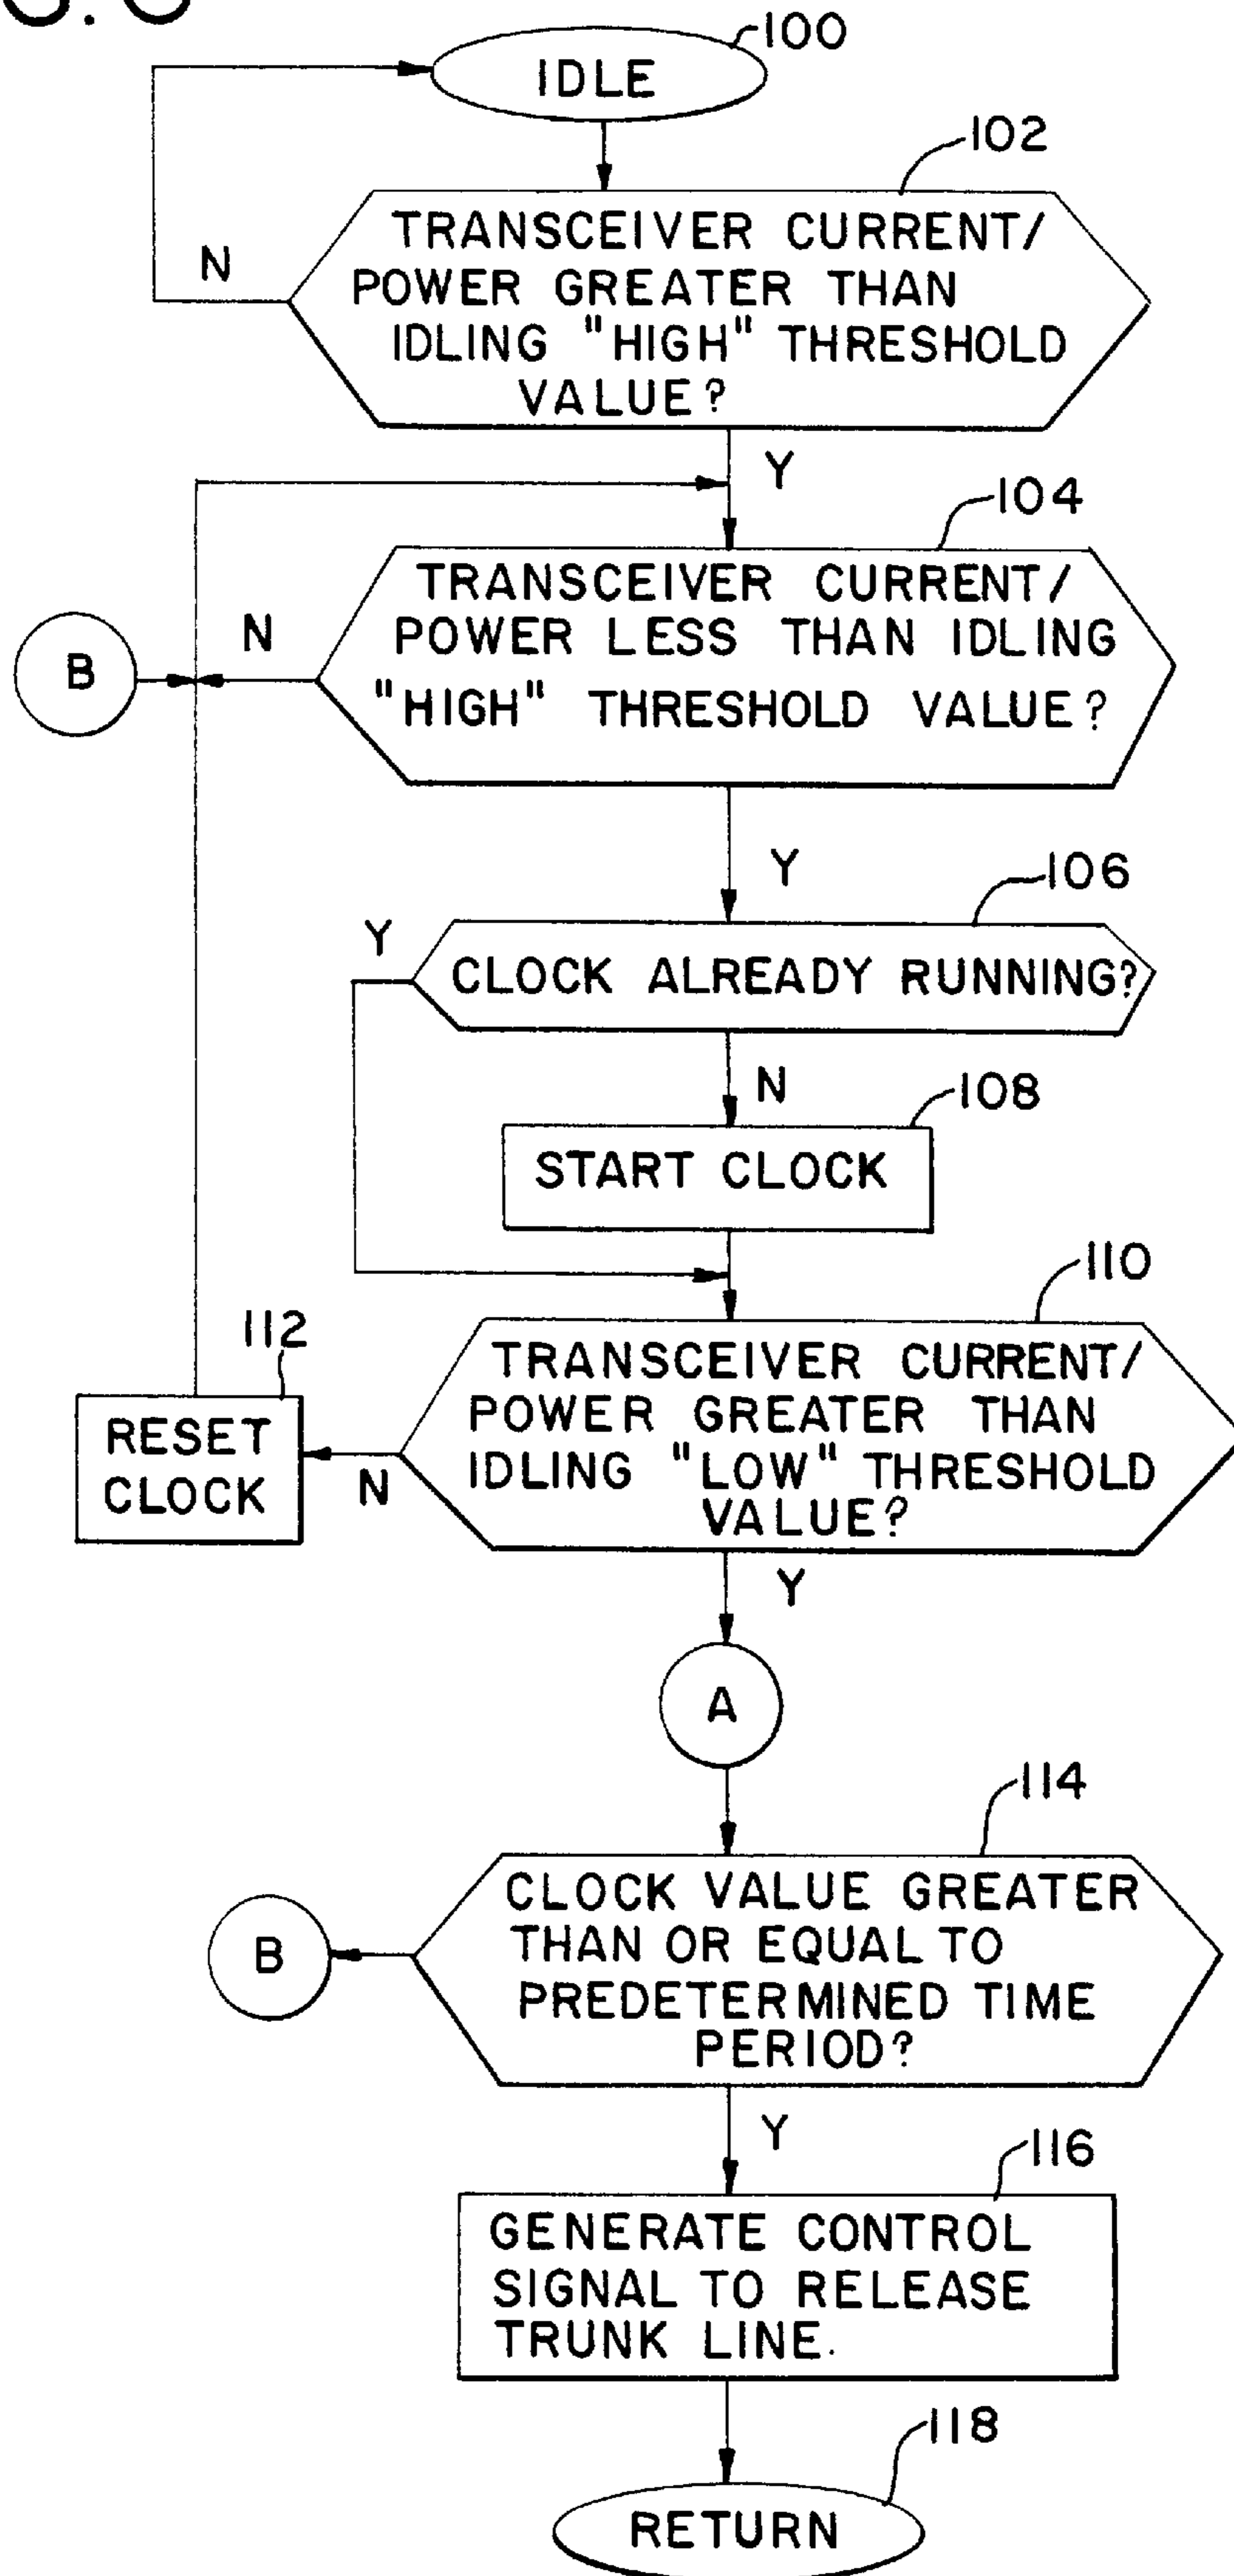 100
IDLE
102
TRANSCEIVER CURRENT/
POWER GREATER THAN
IDLING "HIGH" THRESHOLD
VALUE?
N
Y
104
TRANSCEIVER CURRENT/
POWER LESS THAN IDLING
"HIGH" THRESHOLD VALUE?
N
B
Y
106
CLOCK ALREADY RUNNING?
Y
N
108
START CLOCK
110
TRANSCEIVER CURRENT/
POWER GREATER THAN
IDLING "LOW" THRESHOLD
VALUE?
112
RESET
CLOCK
N
Y
A
114
CLOCK VALUE GREATER
THAN OR EQUAL TO
PREDETERMINED TIME
PERIOD?
B
Y
116
GENERATE CONTROL
SIGNAL TO RELEASE
TRUNK LINE.
118
RETURN